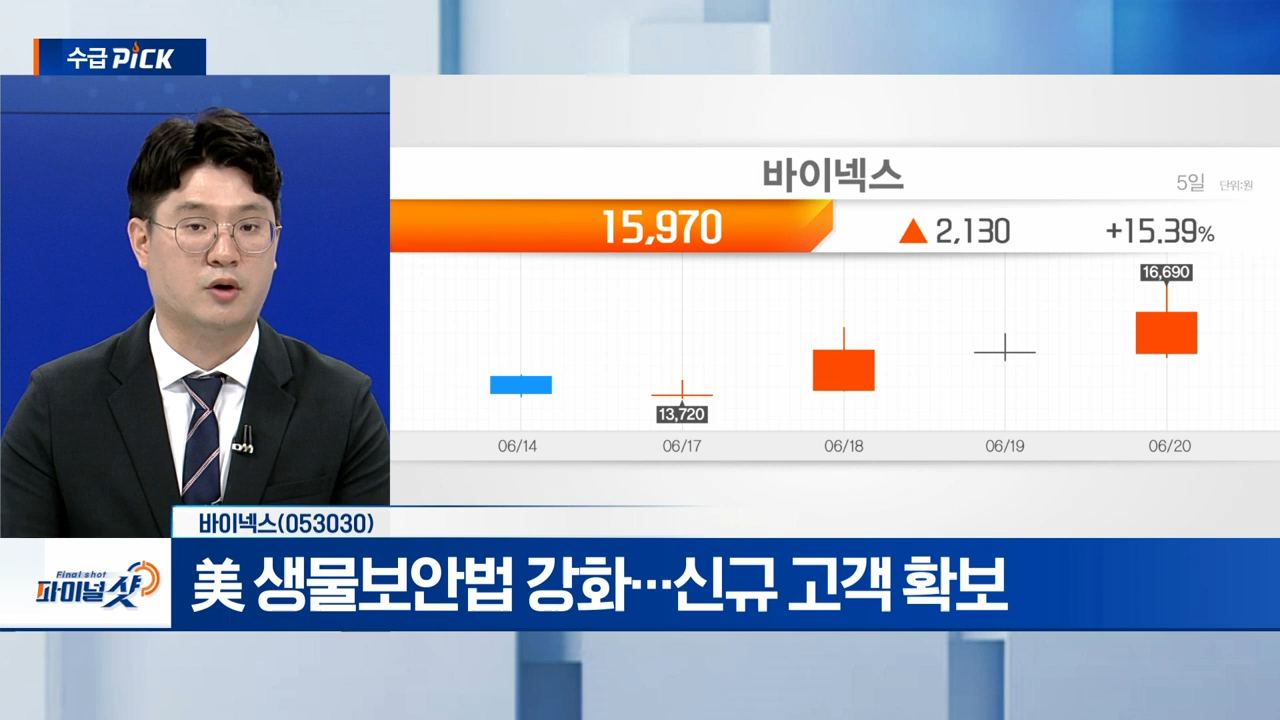 수급 PiCK
바이넥스
5일 단위:원
15,970 ▲ 2,130 +15.39%
16,690
13,720
06/14 06/17 06/18 06/19 06/20
바이넥스(053030)
Final shot
파이널샷
美 생물보안법 강화…신규 고객 확보